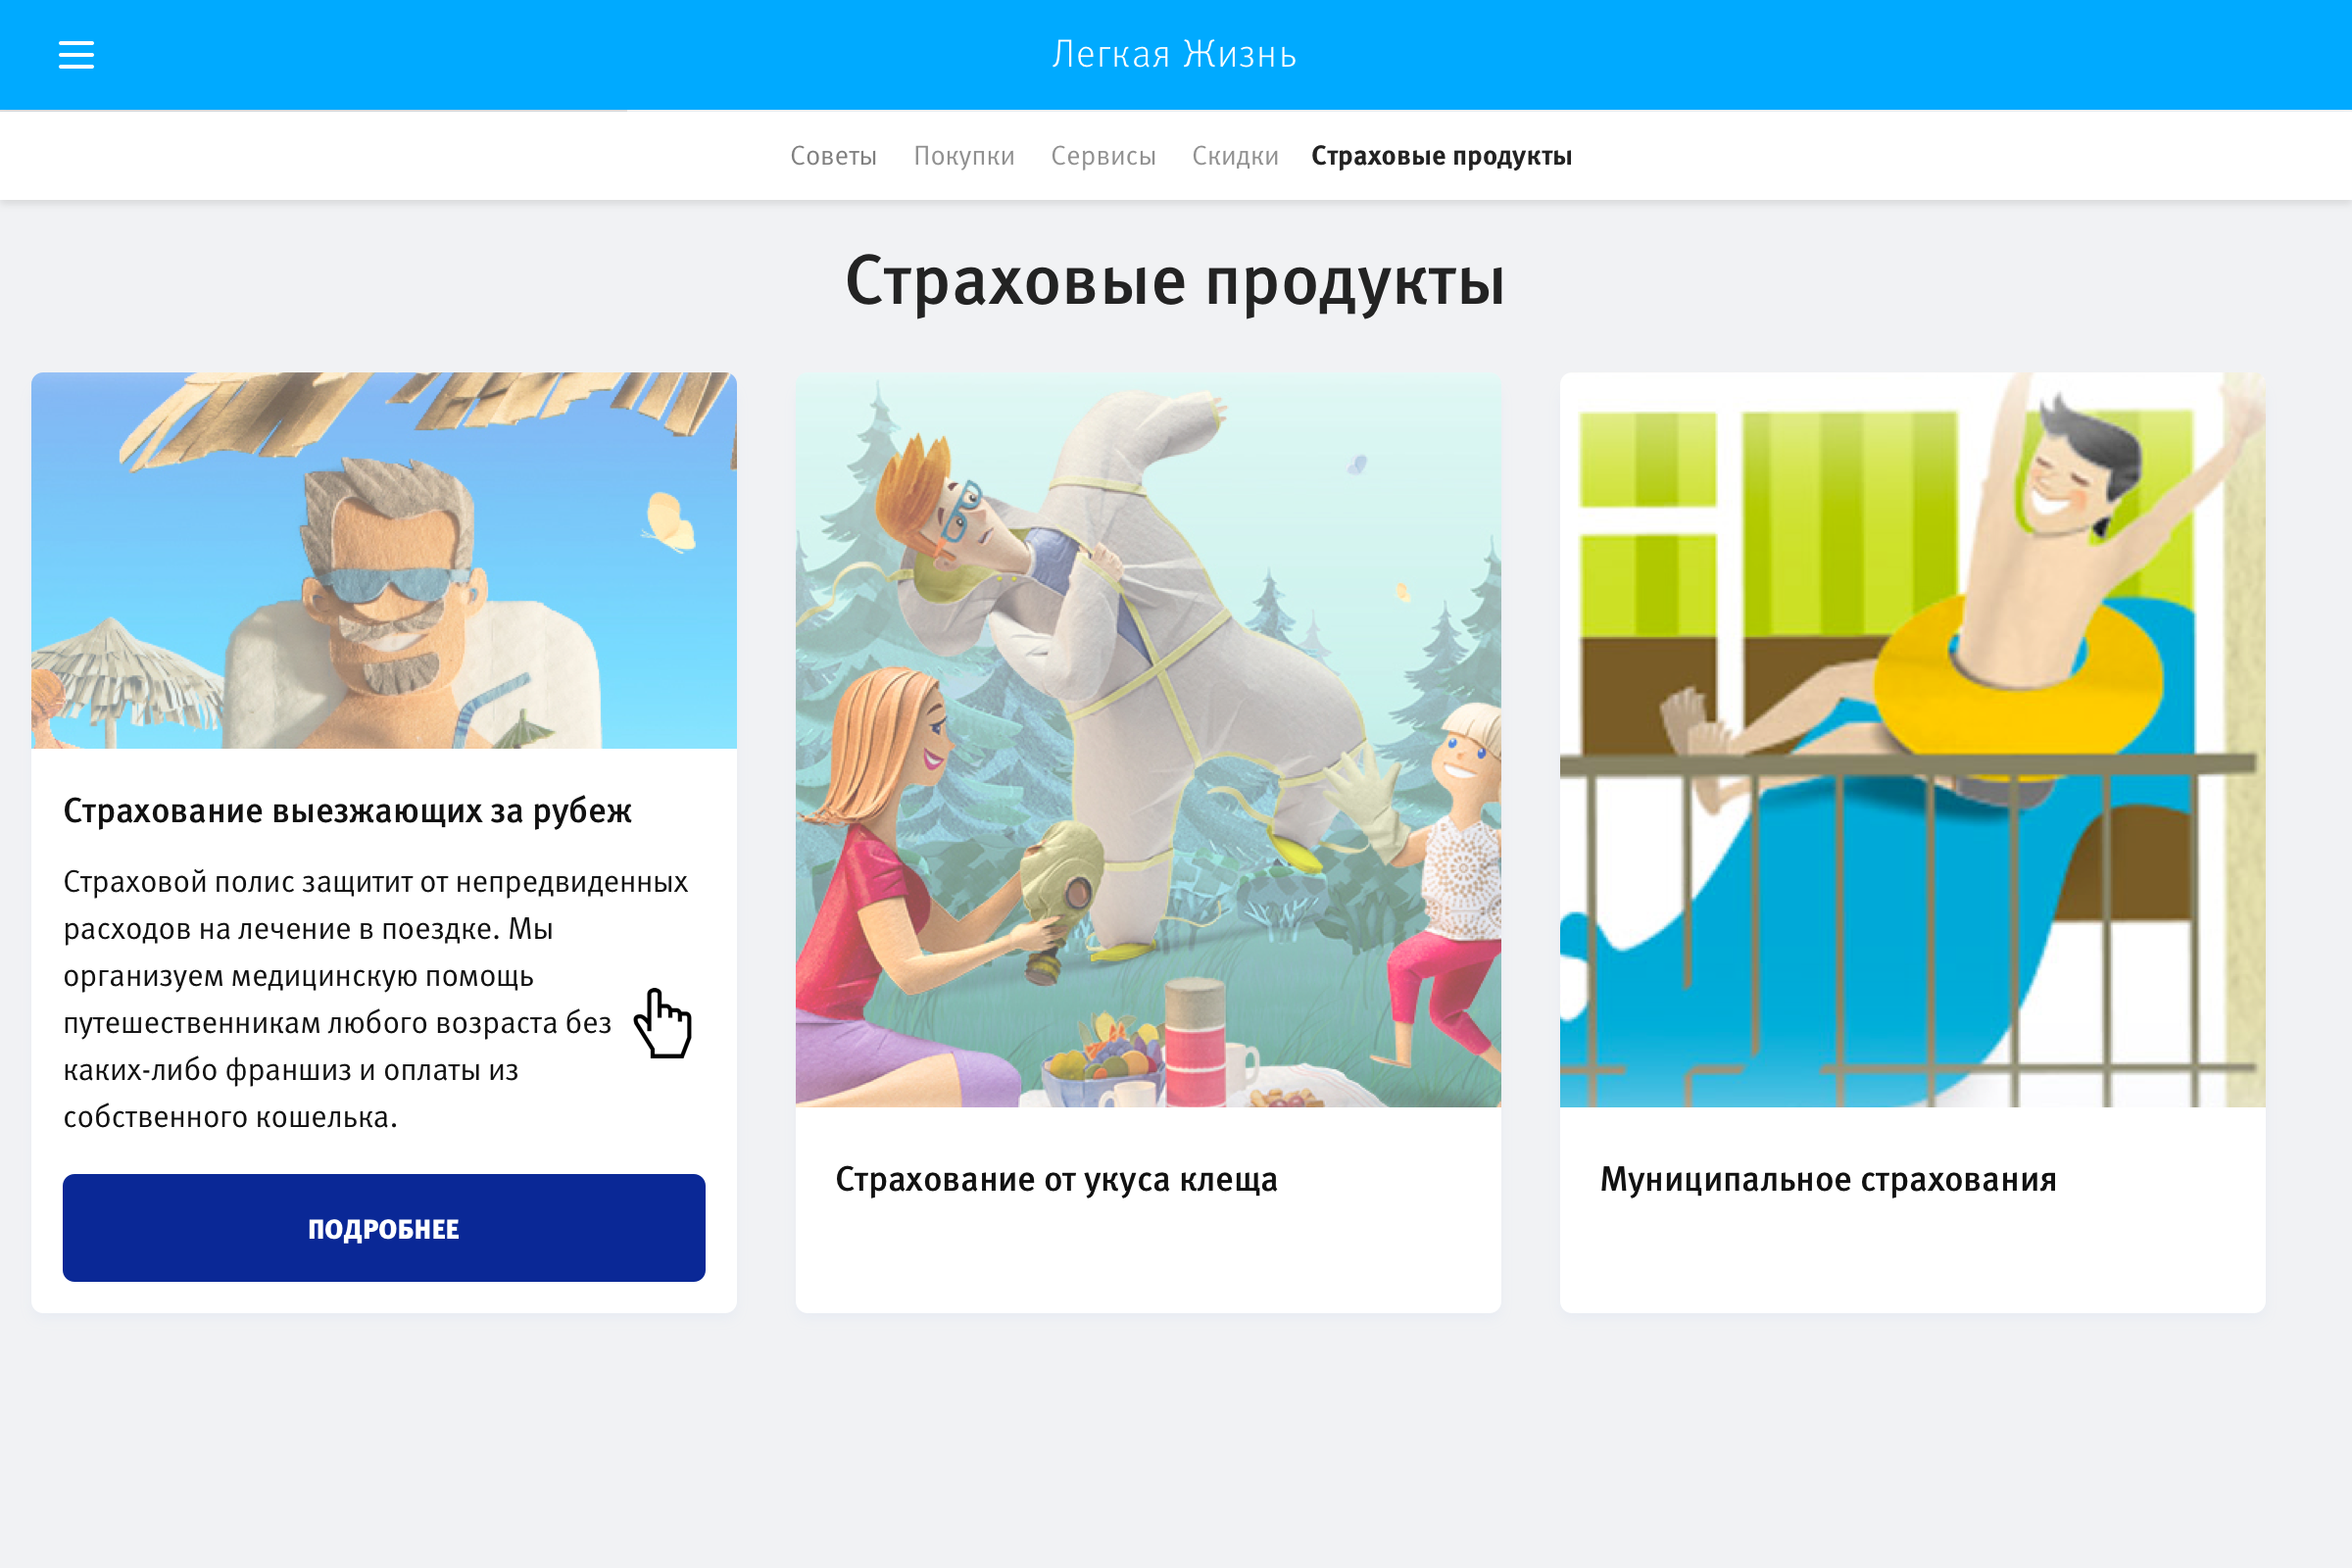 Легкая Жизнь
Советы Покупки Сервисы Скидки Страховые продукты
Страховые продукты
Страхование выезжающих за рубеж
Страховой полис защитит от непредвиденных
расходов на лечение в поездке. Мы
организуем медицинскую помощь
путешественникам любого возраста без
каких-либо франшиз и оплаты из
собственного кошелька.
ПОДРОБНЕЕ
Страхование от укуса клеща
Муниципальное страхования